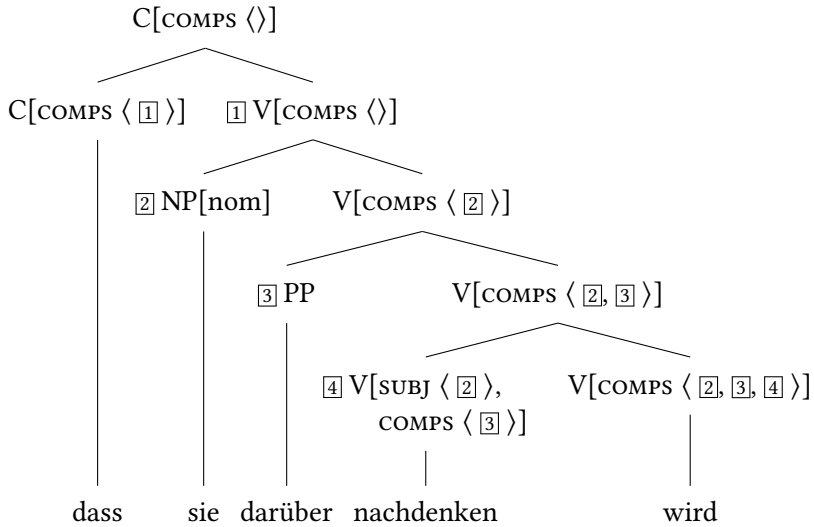 C[COMPS ⟨⟩]
C[COMPS ⟨ 1 ⟩] 1 V[COMPS ⟨⟩]
2 NP[nom] V[COMPS ⟨ 2 ⟩]
3 PP V[COMPS ⟨ 2, 3 ⟩]
4 V[SUBJ ⟨ 2 ⟩, V[COMPS ⟨ 2, 3, 4 ⟩]
COMPS ⟨ 3 ⟩]
dass sie darüber nachdenken wird